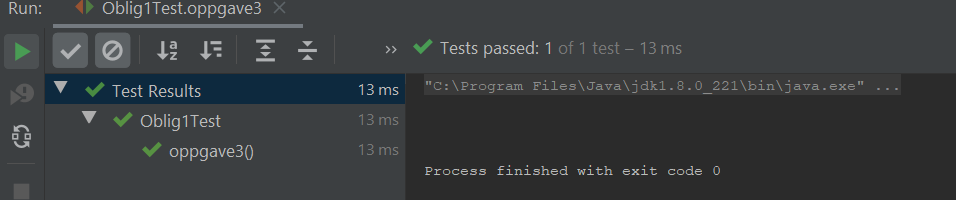 Run: Oblig1Test.oppgave3
Tests passed: 1 of 1 test – 13 ms
Test Results 13 ms
Oblig1Test 13 ms
oppgave3() 13 ms
"C:\Program Files\Java\jdk1.8.0_221\bin\java.exe" ...
Process finished with exit code 0